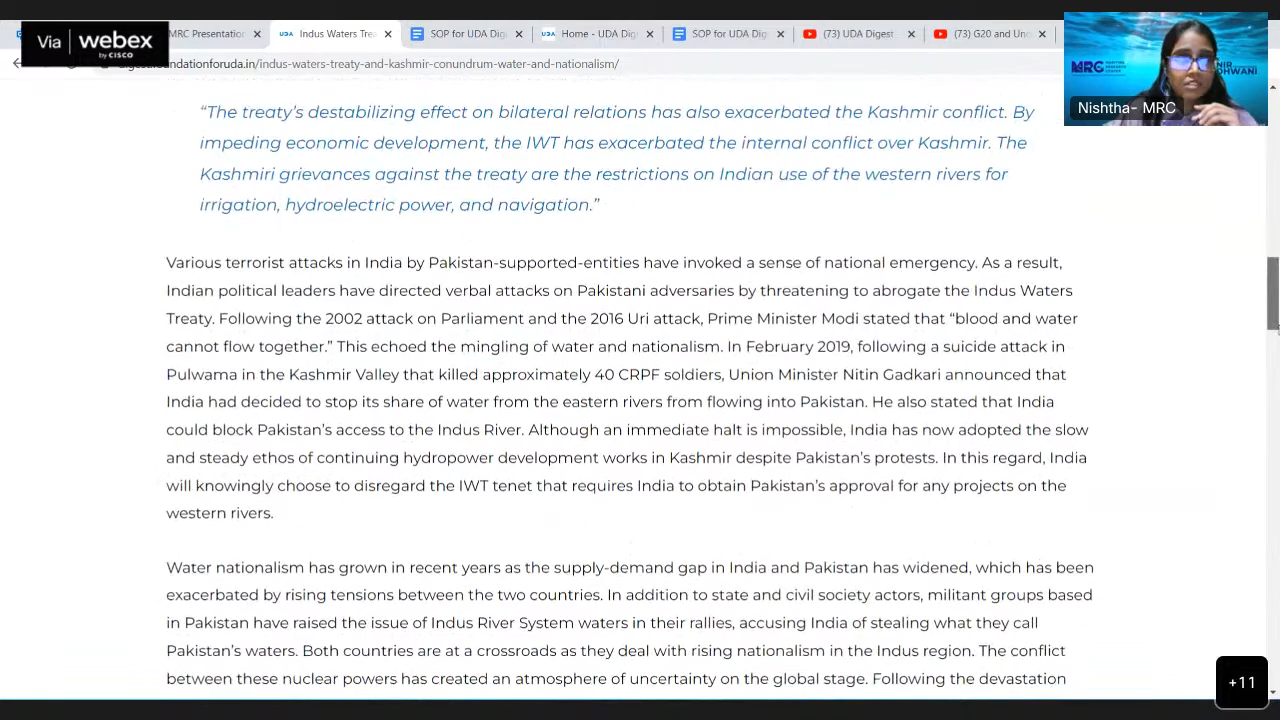 Via webex
by CISCO
MRC Presentation
Indus Waters Trea
SOP for UDA Digest
Home - UDA Digest
SOP for UDA Digest
(73) UDA Digest
(73) G20 and Un
foundationforuda.in/indus-waters-treaty-and-kashmir-conundrum-water-and-nationalism/
MRC
Nishtha- MRC
“The treaty’s destabilizing effect on bilateral relations has also exacerbated the Kashmir conflict. By
impeding economic development, the IWT has exacerbated the internal conflict over Kashmir. The
Kashmiri grievances against the treaty are the restrictions on Indian use of the western rivers for
irrigation, hydroelectric power, and navigation.”
Various terrorist attacks in India by Pakistan-supported-entities have invoked a sense of national emergency. As a result,
Indian political leaders have directed verbal attacks on Pakistani adversaries by threatening to abrogate the Indus Waters
Treaty. Following the 2002 attack on Parliament and the 2016 Uri attack, Prime Minister Modi stated that “blood and water
cannot flow together.” This echoed the mingling of water and nationalism. In February 2019, following a suicide attack in
Pulwama in the Kashmir Valley that killed approximately 40 CRPF soldiers, Union Minister Nitin Gadkari announced that
India had decided to stop its share of water from the eastern rivers from flowing into Pakistan. He also stated that India
could block Pakistan’s access to the Indus River. Although an immediate halt is impossible, India has now adopted the slow
and steady ethos of continuing hydropower development works in Kashmir despite Pakistan’s protests. In this regard, India
will knowingly choose to disregard the IWT tenet that requires India to obtain Pakistan’s approval for any projects on the
western rivers.
Water nationalism has grown in recent years as the supply-demand gap in India and Pakistan has widened, which has been
exacerbated by rising tensions between the two countries. In addition to state and civil society actors, militant groups based
in Pakistan have raised the issue of Indus River System waters in their rallies, accusing India of stealing what they call
Pakistan’s waters. Both countries are at a crossroads as they deal with rising nationalism in the Indus region. The conflict
between these nuclear powers has created an atmosphere of uncertainty on the global stage. Following the devastation
+11